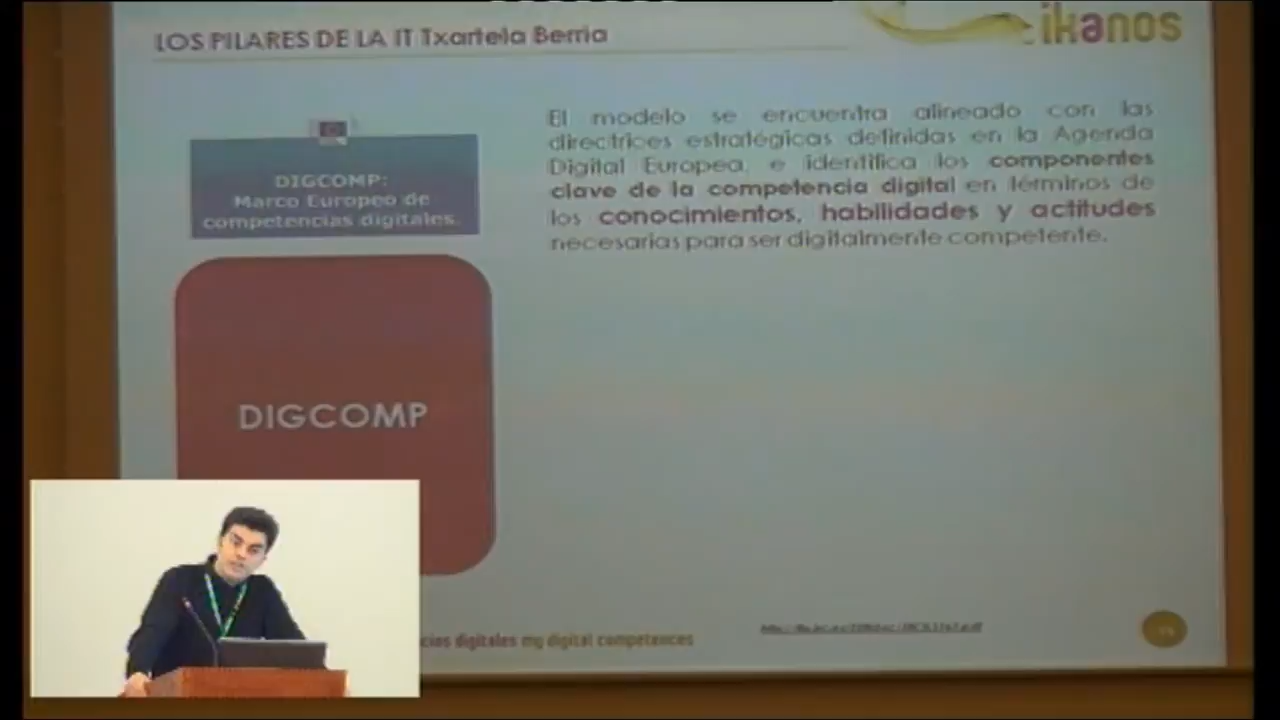 LOS PILARES DE LA IT Txartela Berria
ikanos
DIGCOMP:
Marco Europeo de
competencias digitales.
El modelo se encuentra alineado con las
directrices estratégicas definidas en la Agenda
Digital Europea, e identifica los componentes
clave de la competencia digital en términos de
los conocimientos, habilidades y actitudes
necesarias para ser digitalmente competente.
DIGCOMP
digitales my digital competences